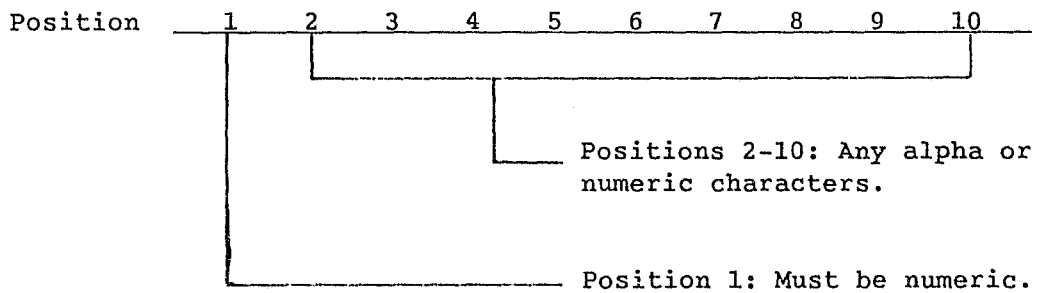 Position 1 2 3 4 5 6 7 8 9 10
Positions 2-10: Any alpha or
numeric characters.
Position 1: Must be numeric.